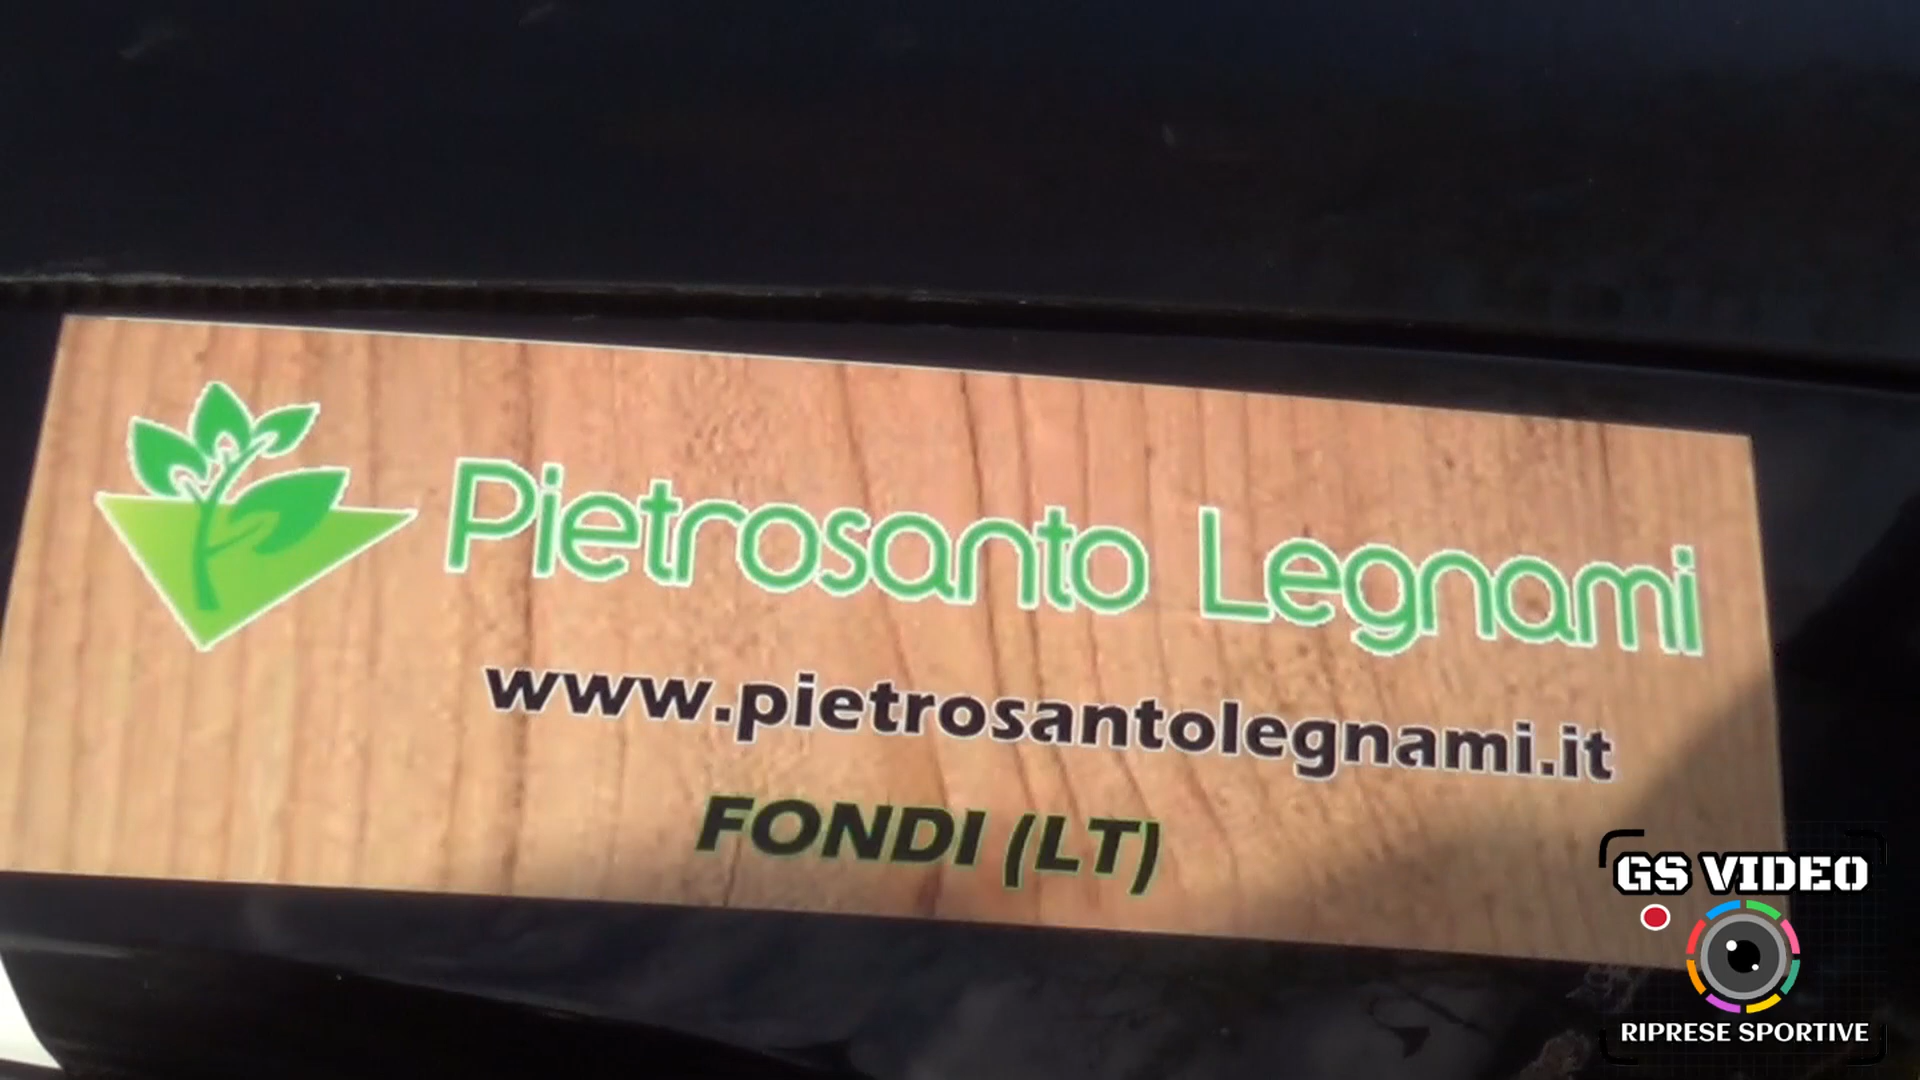 Pietrosanto Legnami
www.pietrosantolegnami.it
FONDI (LT)
GS VIDEO
RIPRESE SPORTIVE